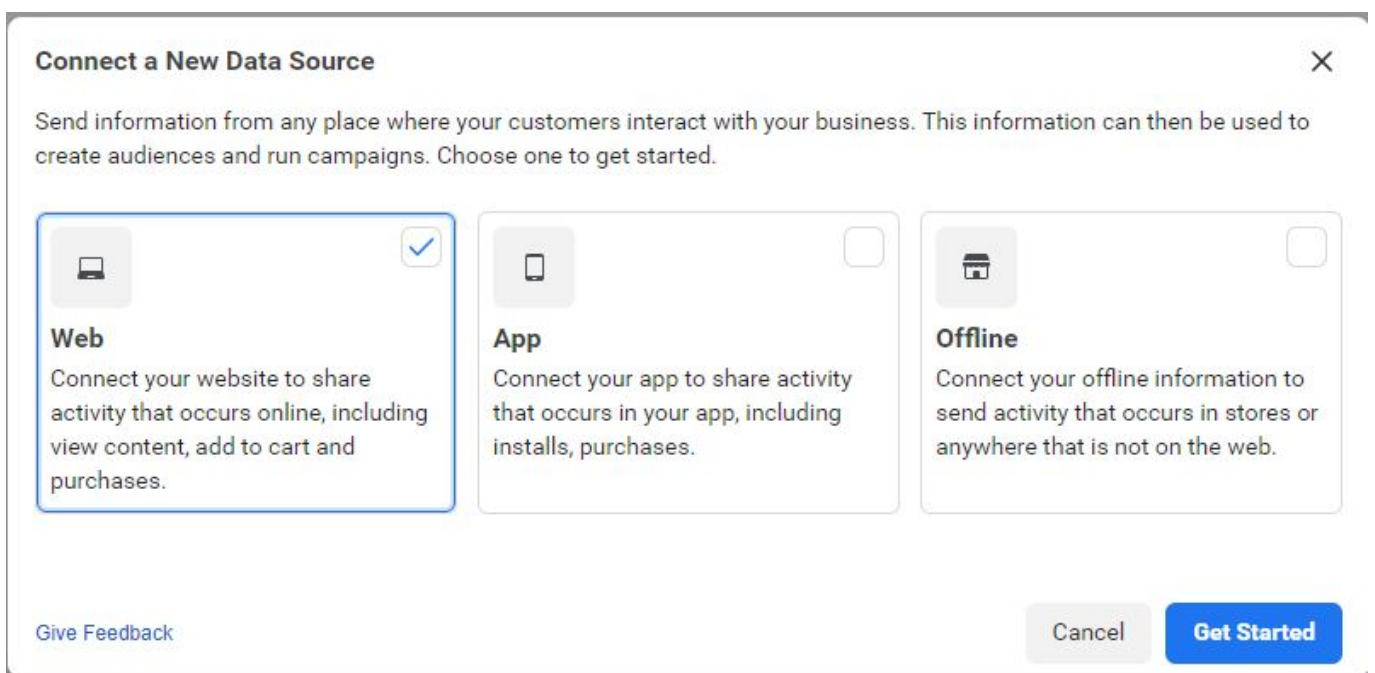 Connect a New Data Source
Send information from any place where your customers interact with your business. This information can then be used to
create audiences and run campaigns. Choose one to get started.
Web
Connect your website to share
activity that occurs online, including
view content, add to cart and
purchases.
App
Connect your app to share activity
that occurs in your app, including
installs, purchases.
Offline
Connect your offline information to
send activity that occurs in stores or
anywhere that is not on the web.
Give Feedback
Cancel
Get Started